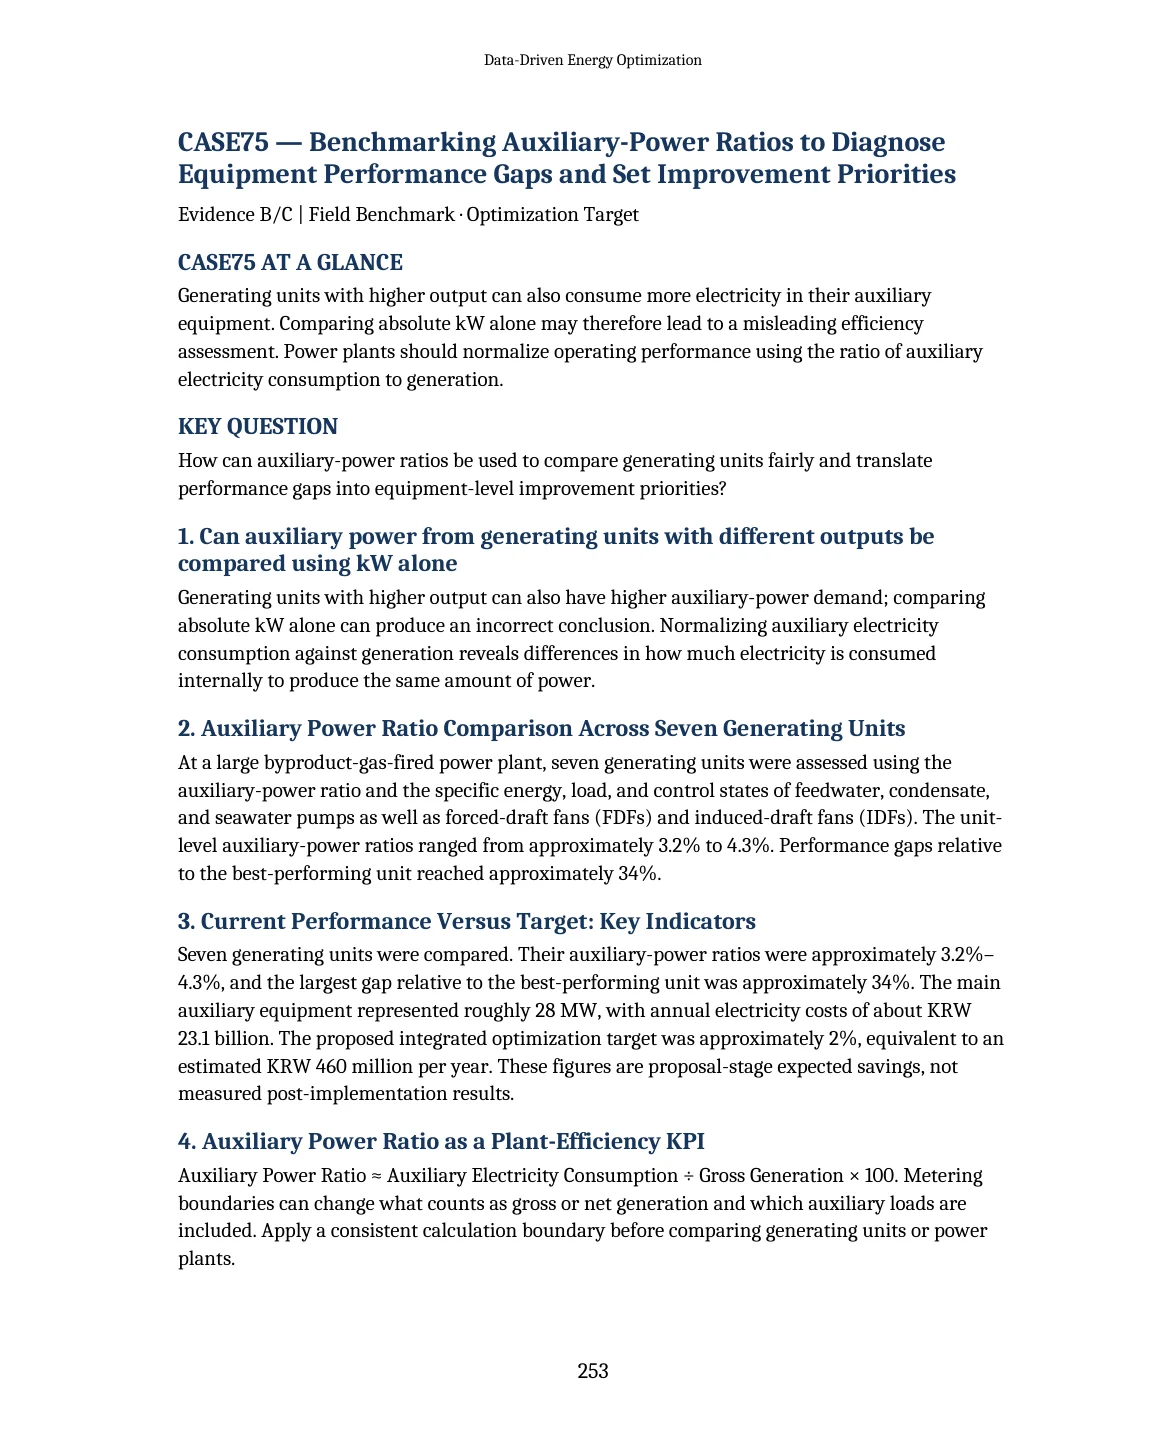 Data-Driven Energy Optimization
CASE75 — Benchmarking Auxiliary-Power Ratios to Diagnose
Equipment Performance Gaps and Set Improvement Priorities
Evidence B/C | Field Benchmark · Optimization Target
CASE75 AT A GLANCE
Generating units with higher output can also consume more electricity in their auxiliary
equipment. Comparing absolute kW alone may therefore lead to a misleading efficiency
assessment. Power plants should normalize operating performance using the ratio of auxiliary
electricity consumption to generation.
KEY QUESTION
How can auxiliary-power ratios be used to compare generating units fairly and translate
performance gaps into equipment-level improvement priorities?
1. Can auxiliary power from generating units with different outputs be
compared using kW alone
Generating units with higher output can also have higher auxiliary-power demand; comparing
absolute kW alone can produce an incorrect conclusion. Normalizing auxiliary electricity
consumption against generation reveals differences in how much electricity is consumed
internally to produce the same amount of power.
2. Auxiliary Power Ratio Comparison Across Seven Generating Units
At a large byproduct-gas-fired power plant, seven generating units were assessed using the
auxiliary-power ratio and the specific energy, load, and control states of feedwater, condensate,
and seawater pumps as well as forced-draft fans (FDFs) and induced-draft fans (IDFs). The unit-
level auxiliary-power ratios ranged from approximately 3.2% to 4.3%. Performance gaps relative
to the best-performing unit reached approximately 34%.
3. Current Performance Versus Target: Key Indicators
Seven generating units were compared. Their auxiliary-power ratios were approximately 3.2%–
4.3%, and the largest gap relative to the best-performing unit was approximately 34%. The main
auxiliary equipment represented roughly 28 MW, with annual electricity costs of about KRW
23.1 billion. The proposed integrated optimization target was approximately 2%, equivalent to an
estimated KRW 460 million per year. These figures are proposal-stage expected savings, not
measured post-implementation results.
4. Auxiliary Power Ratio as a Plant-Efficiency KPI
Auxiliary Power Ratio ≈ Auxiliary Electricity Consumption ÷ Gross Generation × 100. Metering
boundaries can change what counts as gross or net generation and which auxiliary loads are
included. Apply a consistent calculation boundary before comparing generating units or power
plants.
253